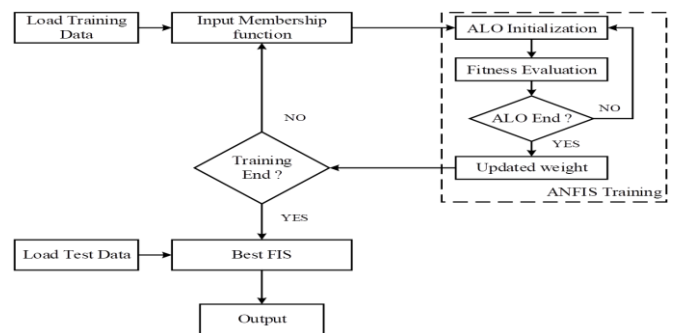 Load Training
Data
Input Membership
function
ALO Initialization
Fitness Evaluation
NO
ALO End ?
NO
YES
Training
End ?
Updated weight
ANFIS Training
YES
Load Test Data
Best FIS
Output